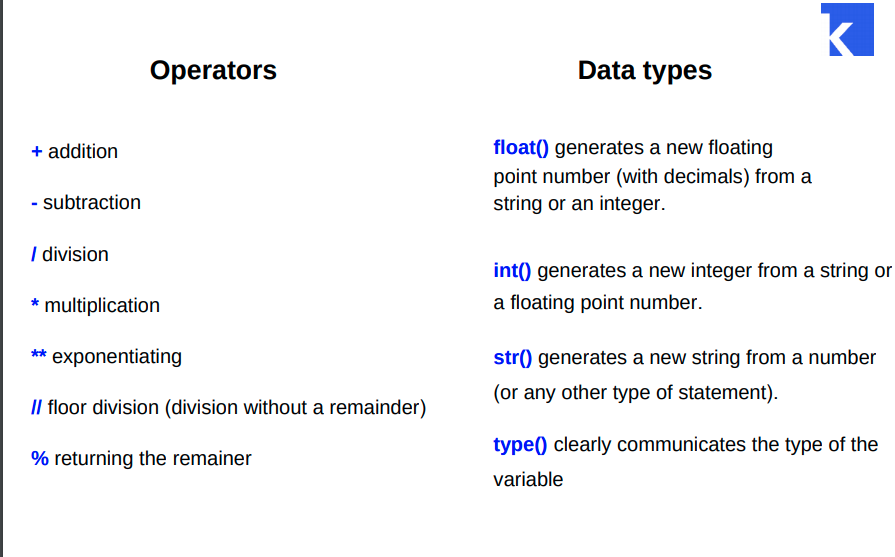 Operators
+ addition
- subtraction
/ division
* multiplication
** exponentiating
// floor division (division without a remainder)
% returning the remainer
Data types
float() generates a new floating
point number (with decimals) from a
string or an integer.
int() generates a new integer from a string or
a floating point number.
str() generates a new string from a number
(or any other type of statement).
type() clearly communicates the type of the
variable